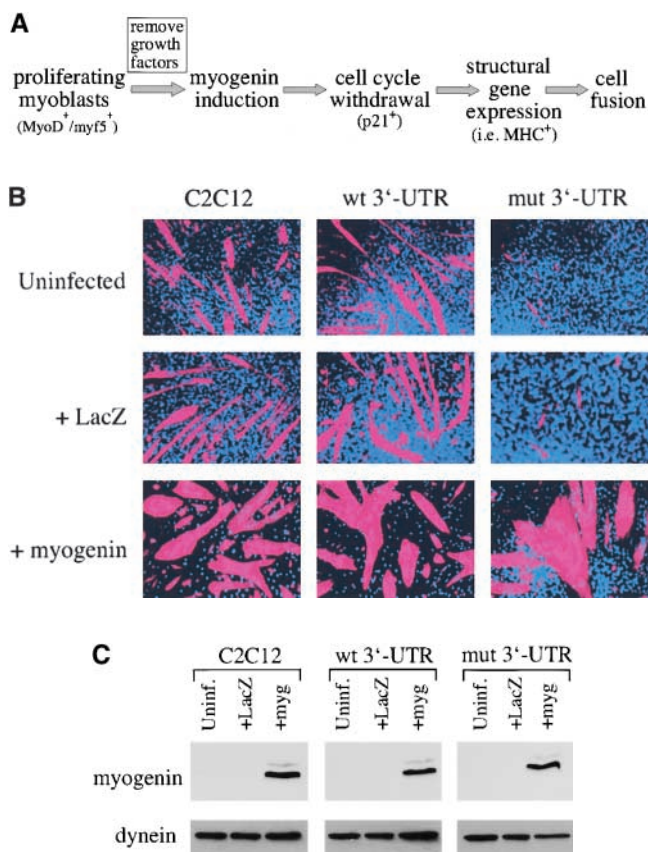 A
remove
growth
factors
proliferating
myoblasts
(MyoD+/myf5+)
myogenin
induction
cell cycle
withdrawal
(p21+)
structural
gene
expression
(i.e. MHC+)
cell
fusion
B
C2C12 wt 3‘-UTR mut 3‘-UTR
Uninfected
+ LacZ
+ myogenin
C
C2C12 wt 3‘-UTR mut 3‘-UTR
Uninf. +LacZ +myg Uninf. +LacZ +myg Uninf. +LacZ +myg
myogenin
dynein